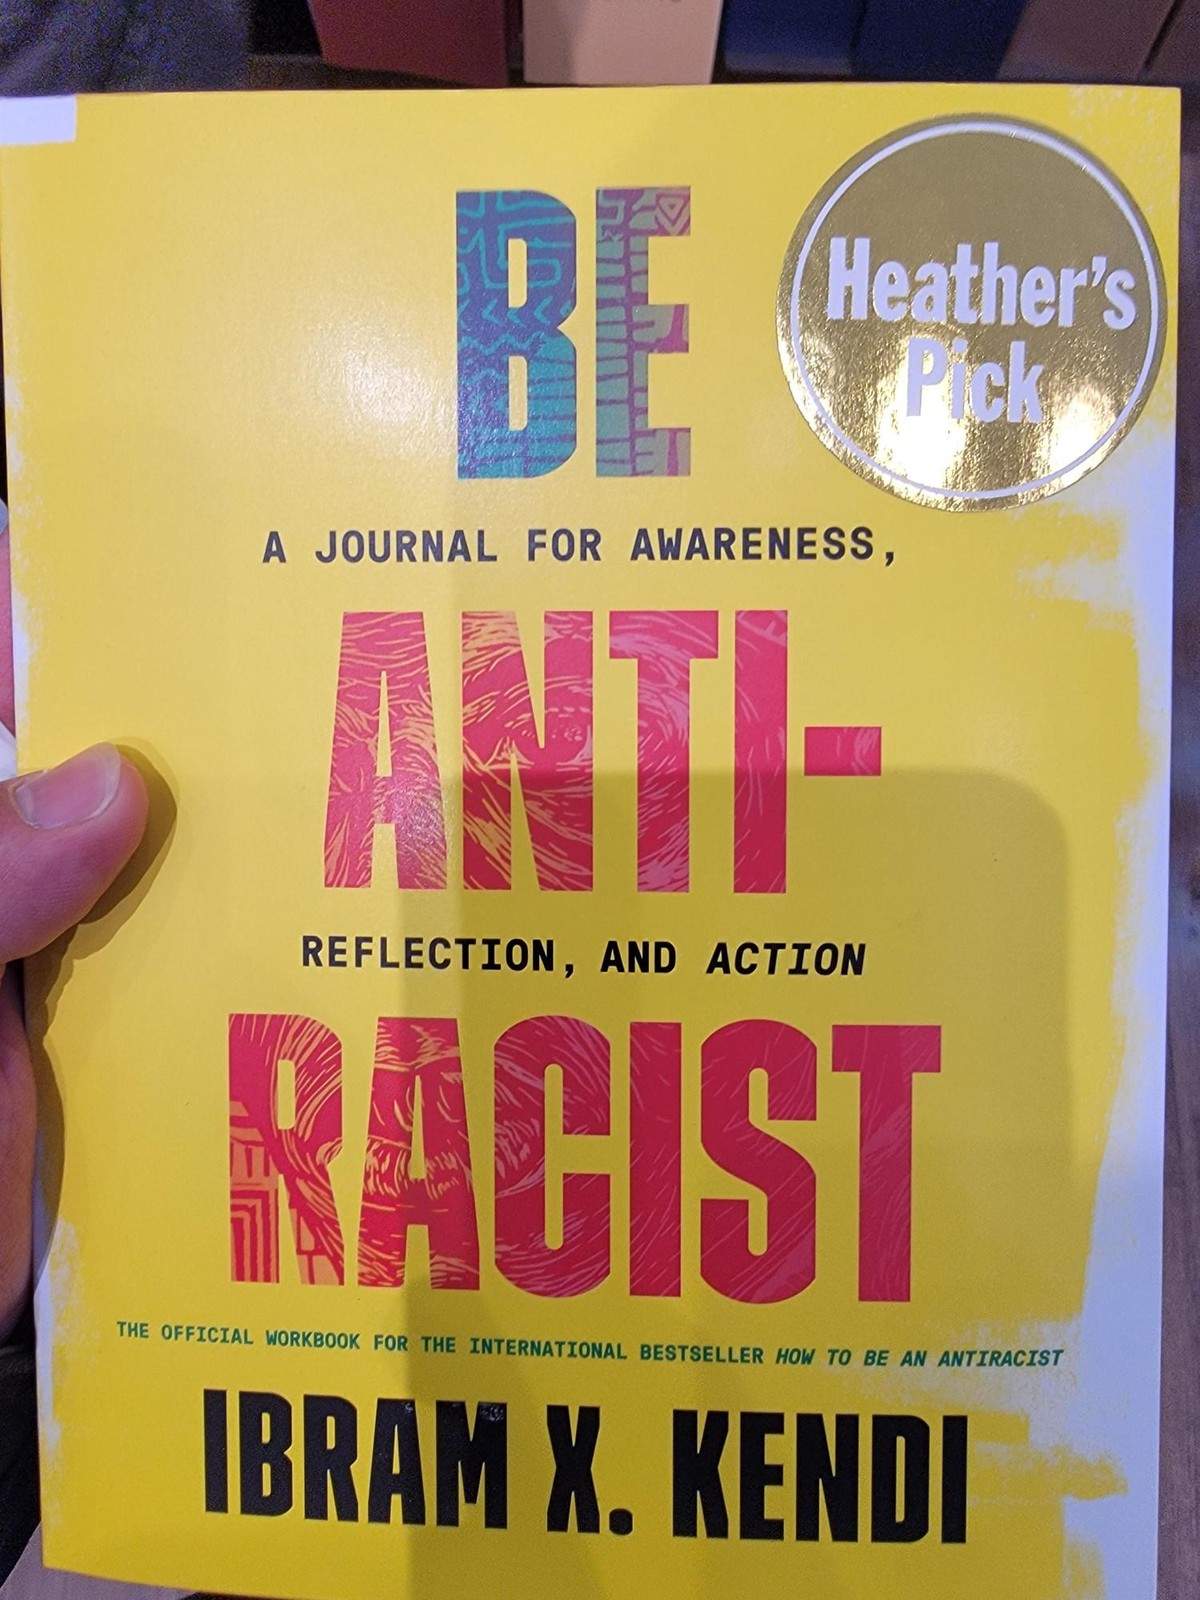 BE
Heather's
Pick
A JOURNAL FOR AWARENESS,
ANTI-
REFLECTION, AND ACTION
RACIST
THE OFFICIAL WORKBOOK FOR THE INTERNATIONAL BESTSELLER HOW TO BE AN ANTIRACIST
IBRAM X. KENDI